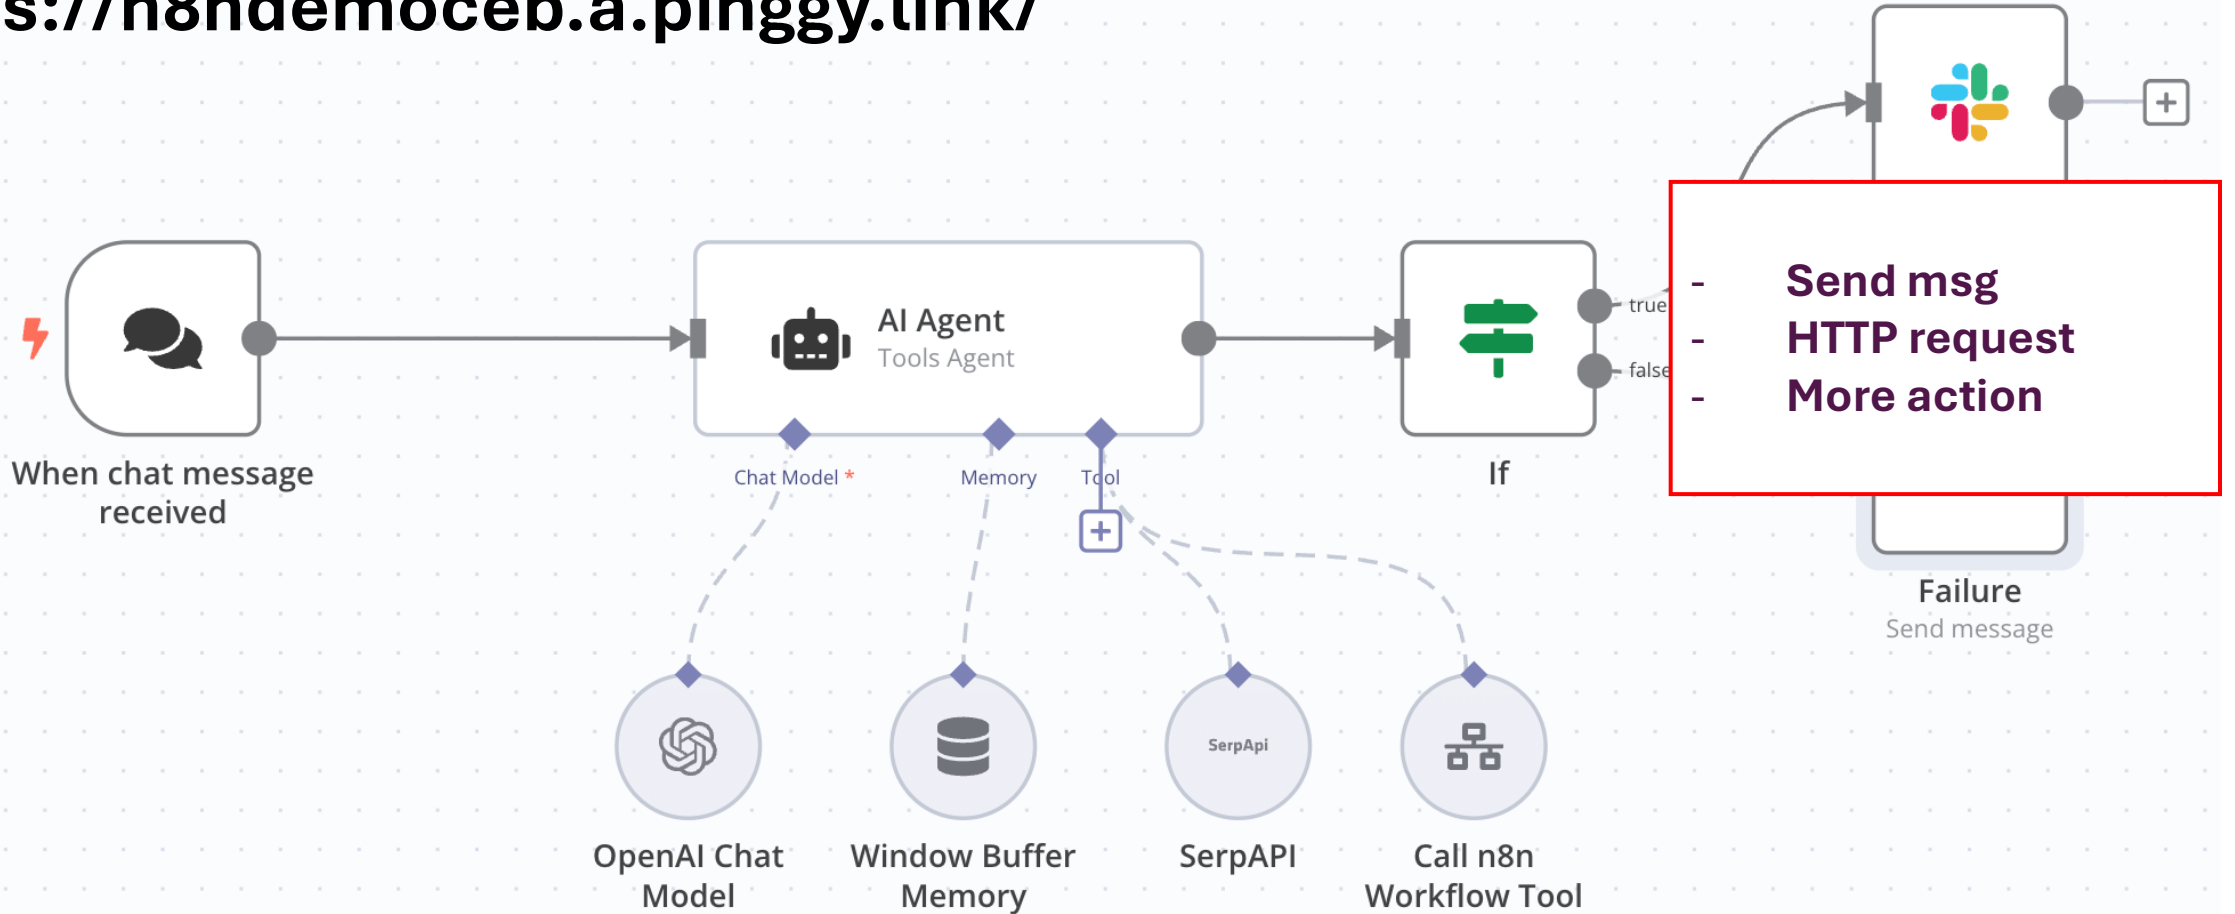 s://n8ndemoceb.a.pinggy.link/
AI Agent
Tools Agent
Chat Model *
Memory
Tool
When chat message
received
If
true
false
- Send msg
- HTTP request
- More action
Failure
Send message
SerpApi
OpenAI Chat
Model
Window Buffer
Memory
SerpAPI
Call n8n
Workflow Tool